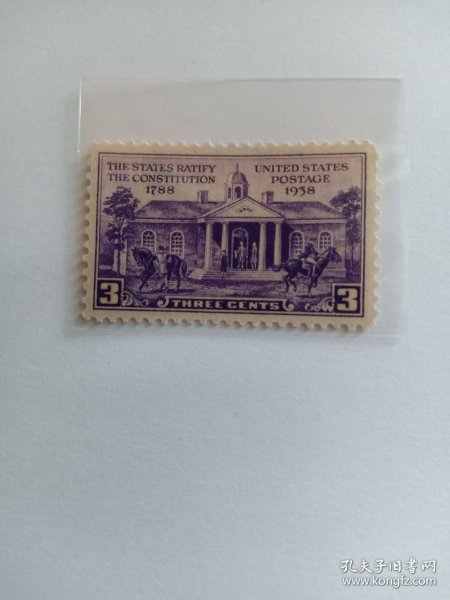 THE STATES RATIFY
THE CONSTITUTION
1788
UNITED STATES
POSTAGE
1938
3
THREE CENTS
3
孔夫子旧书网
www.kongfz.com